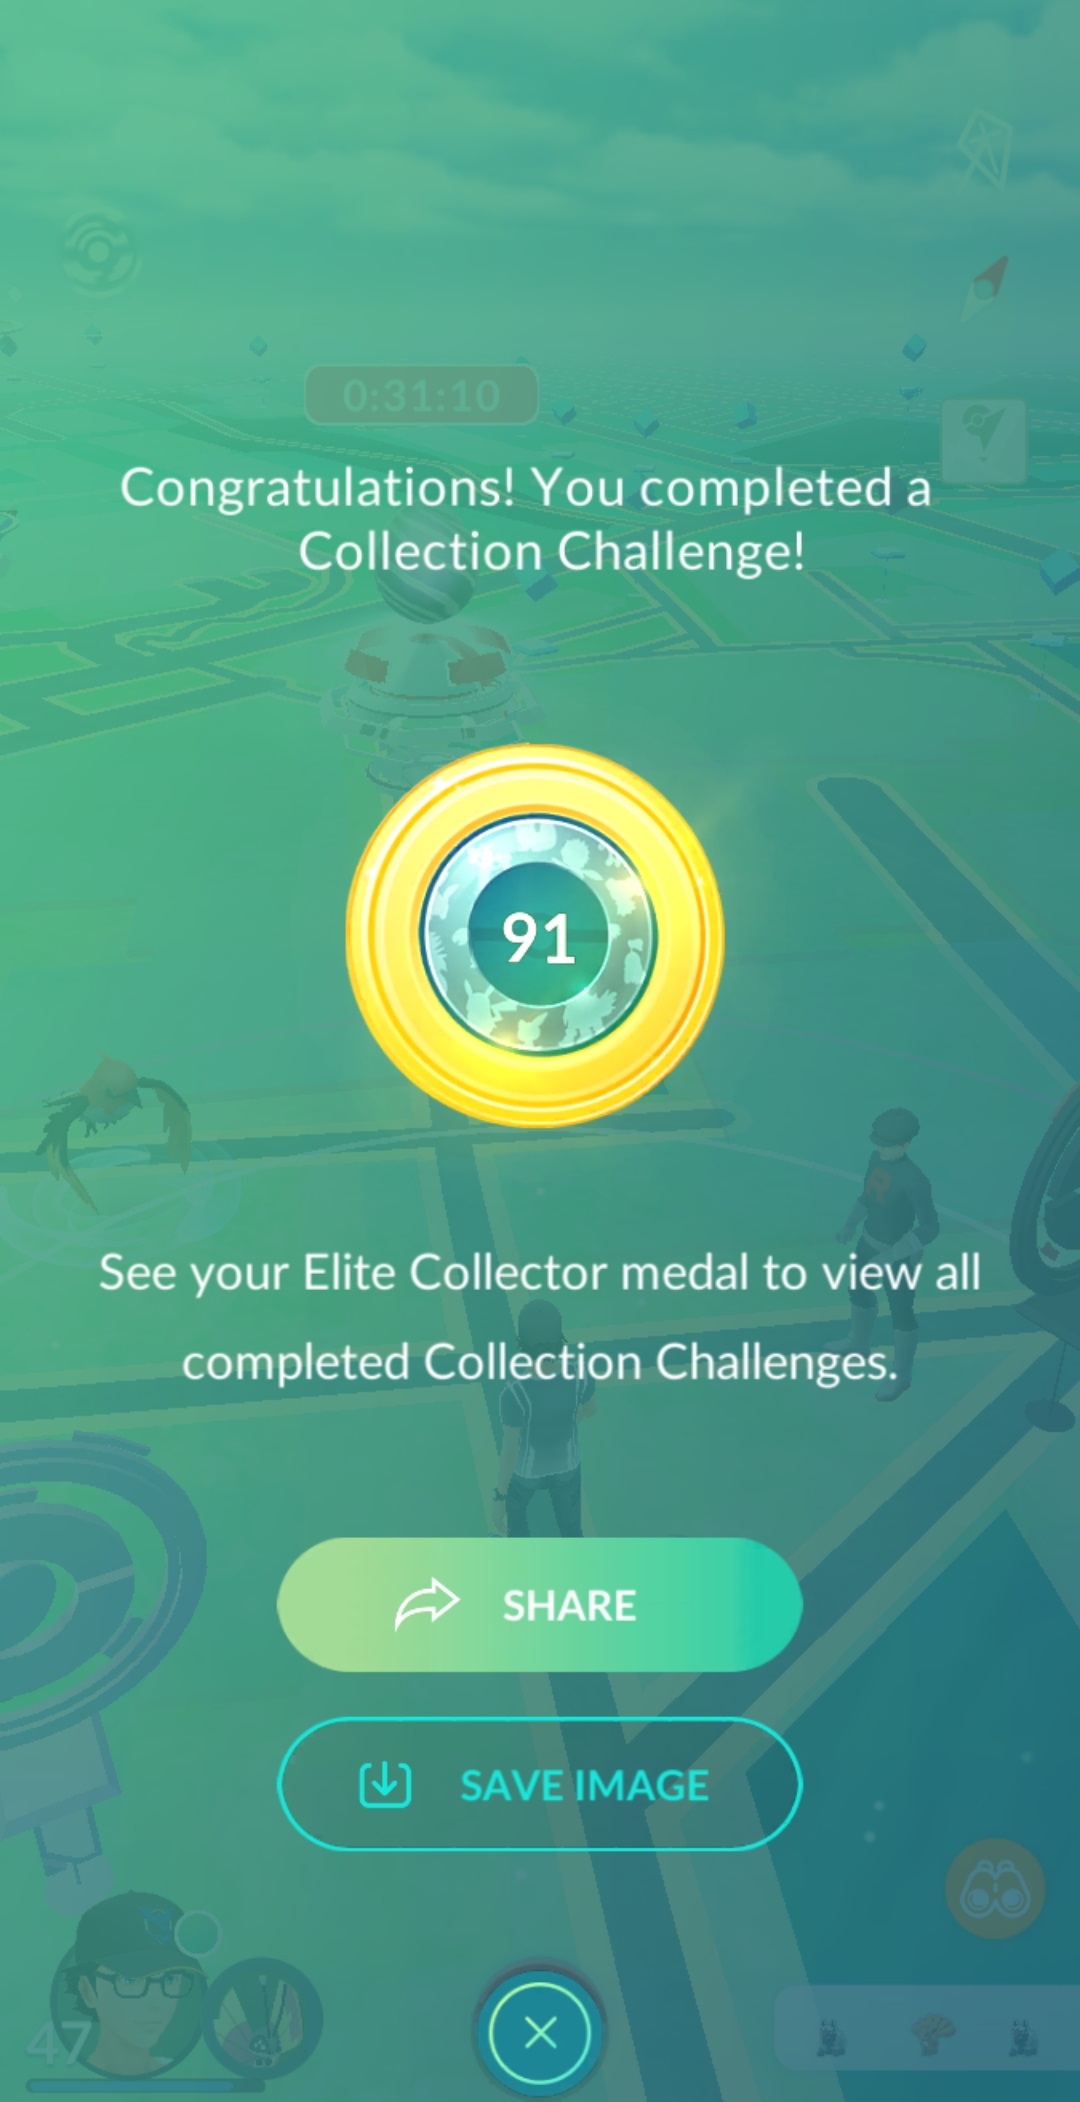 0:31:10
Congratulations! You completed a
Collection Challenge!
91
R
See your Elite Collector medal to view all
completed Collection Challenges.
SHARE
SAVE IMAGE
47